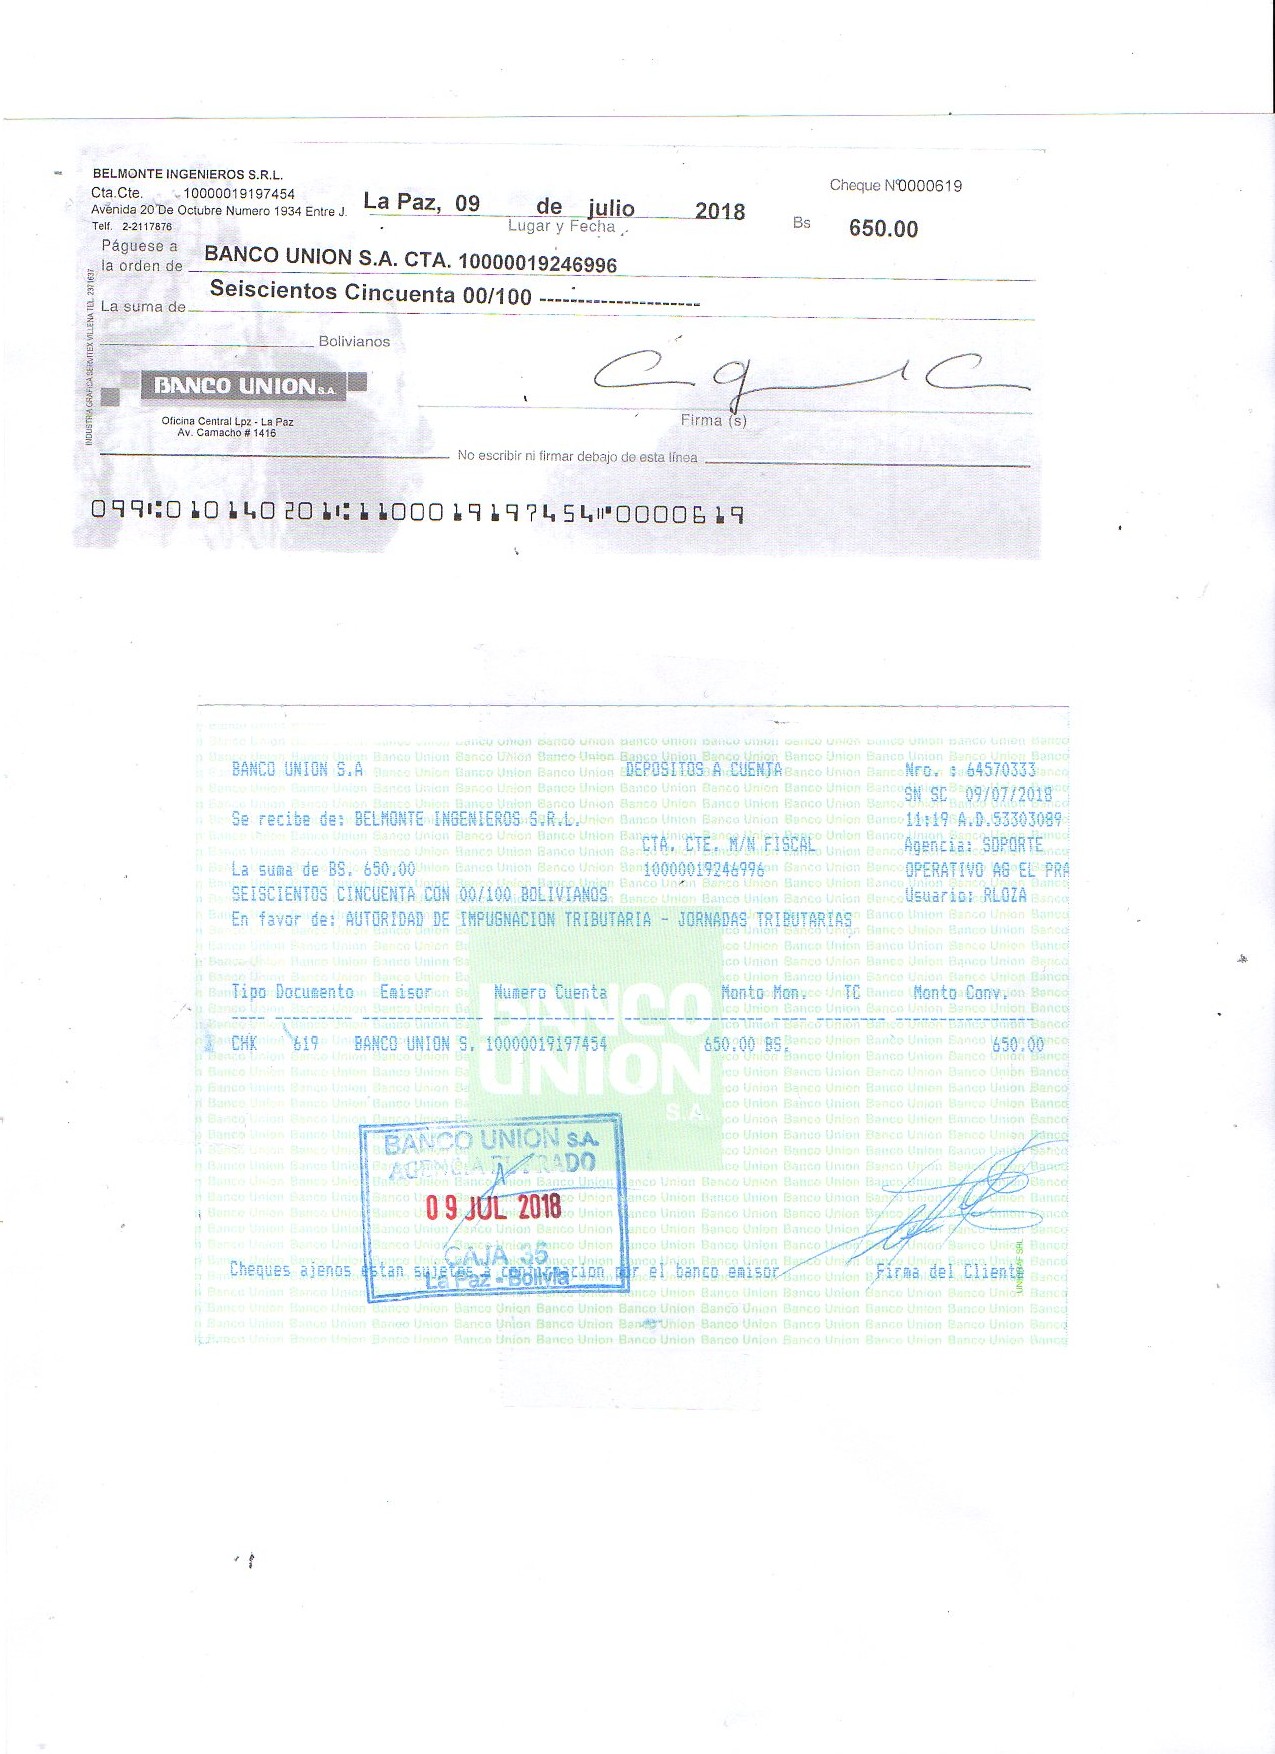 BELMONTE INGENIEROS S.R.L.
Cta.Cte. 10000019197454
Avenida 20 De Octubre Numero 1934 Entre J.
Telf. 2-2117876
La Paz, 09 de julio 2018
Lugar y Fecha
Cheque Nº0000619
Bs 650.00
Páguese a
la orden de BANCO UNION S.A. CTA. 10000019246996
La suma de Seiscientos Cincuenta 00/100 --------------------
Bolivianos
BANCO UNION S.A.
Oficina Central Lpz - La Paz
Av. Camacho # 1416
Firma (s)
No escribir ni firmar debajo de esta línea
INDUSTRIA GRAFICA SERVITEX VILLENA TEL. 2371637
099⑆010140201⑆1100019197454⑈0000619
BANCO UNION S.A DEPOSITOS A CUENTA Nro. : 64570333
SN SC 09/07/2018
Se recibe de: BELMONTE INGENIEROS S.R.L. 11:19 A.D.53303089
CTA. CTE. M/N FISCAL Agencia: SOPORTE
La suma de BS. 650.00 10000019246996 OPERATIVO AG EL PRA
SEISCIENTOS CINCUENTA CON 00/100 BOLIVIANOS Usuario: RLOZA
En favor de: AUTORIDAD DE IMPUGNACION TRIBUTARIA - JORNADAS TRIBUTARIAS
Tipo Documento Emisor Numero Cuenta Monto Mon. TC Monto Conv.
CHK 619 BANCO UNION S. 10000019197454 650.00 BS. 650.00
BANCO
UNION
S.A.
BANCO UNION S.A.
AGENCIA EL PRADO
09 JUL 2018
CAJA 35
La Paz - Bolivia
Cheques ajenos estan sujetos a confirmacion por el banco emisor Firma del Cliente